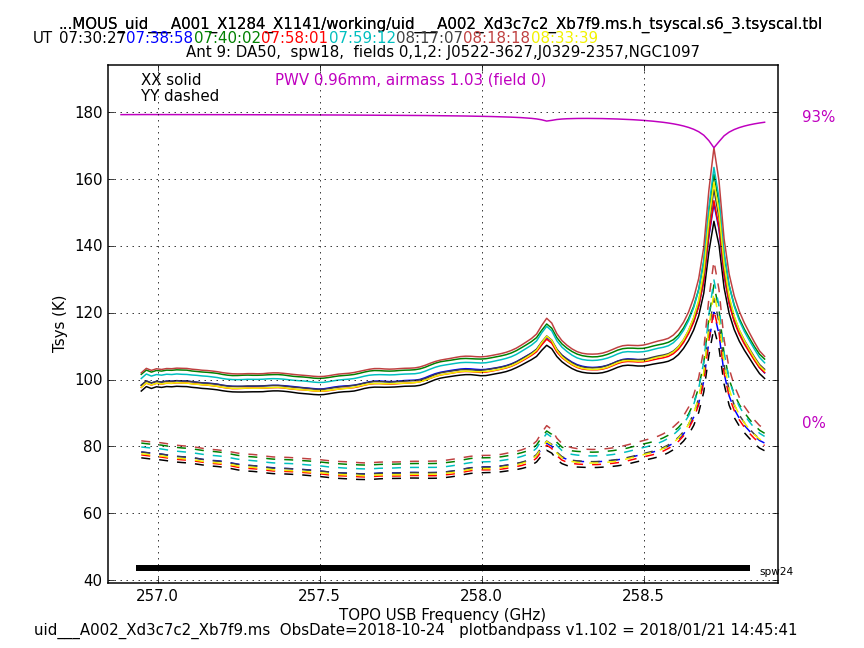 ...MOUS_uid___A001_X1284_X1141/working/uid___A002_Xd3c7c2_Xb7f9.ms.h_tsyscal.s6_3.tsyscal.tbl
UT 07:30:27 07:38:58 07:40:02 07:58:01 07:59:12 08:17:07 08:18:18 08:33:39
Ant 9: DA50,  spw18,  fields 0,1,2: J0522-3627,J0329-2357,NGC1097
XX solid
PWV 0.96mm, airmass 1.03 (field 0)
YY dashed
180
160
140
120
100
80
60
40
93%
0%
Tsys (K)
spw24
257.0 257.5 258.0 258.5
TOPO USB Frequency (GHz)
uid___A002_Xd3c7c2_Xb7f9.ms  ObsDate=2018-10-24  plotbandpass v1.102 = 2018/01/21 14:45:41